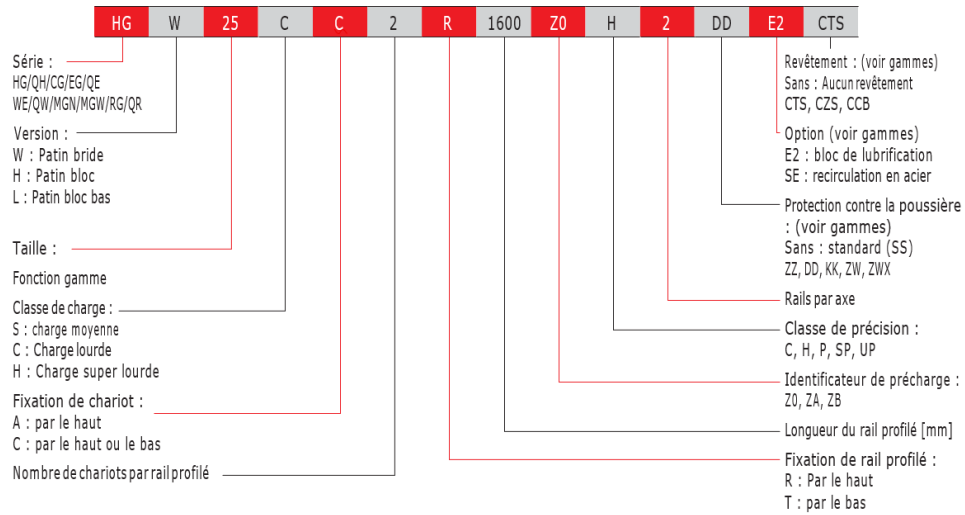 HG W 25 C C 2 R 1600 Z0 H 2 DD E2 CTS
Série :
HG/QH/CG/EG/QE
WE/QW/MGN/MGW/RG/QR
Version :
W : Patin bride
H : Patin bloc
L : Patin bloc bas
Taille :
Fonction gamme
Classe de charge :
S : charge moyenne
C : Charge lourde
H : Charge super lourde
Fixation de chariot :
A : par le haut
C : par le haut ou le bas
Nombre de chariots par rail profilé
Revêtement : (voir gammes)
Sans : Aucun revêtement
CTS, CZS, CCB
Option (voir gammes)
E2 : bloc de lubrification
SE : recirculation en acier
Protection contre la poussière
: (voir gammes)
Sans : standard (SS)
ZZ, DD, KK, ZW, ZWX
Rails par axe
Classe de précision :
C, H, P, SP, UP
Identificateur de précharge :
Z0, ZA, ZB
Longueur du rail profilé [mm]
Fixation de rail profilé :
R : Par le haut
T : par le bas